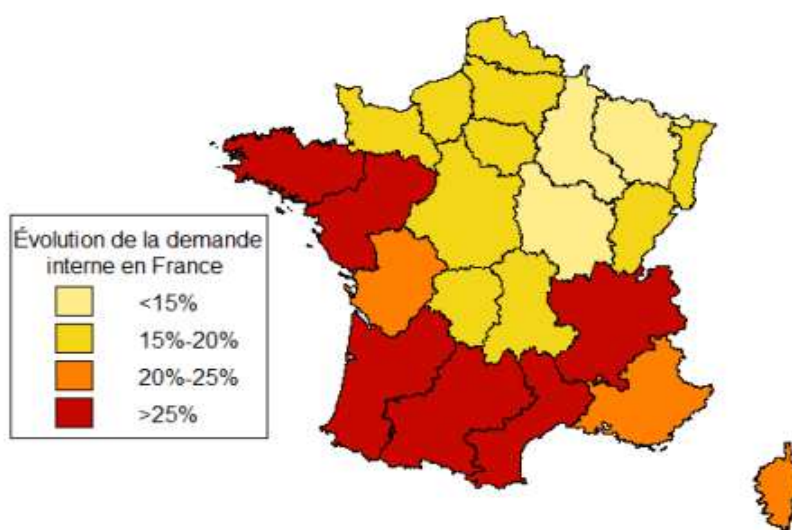 Évolution de la demande
interne en France
<15%
15%-20%
20%-25%
>25%